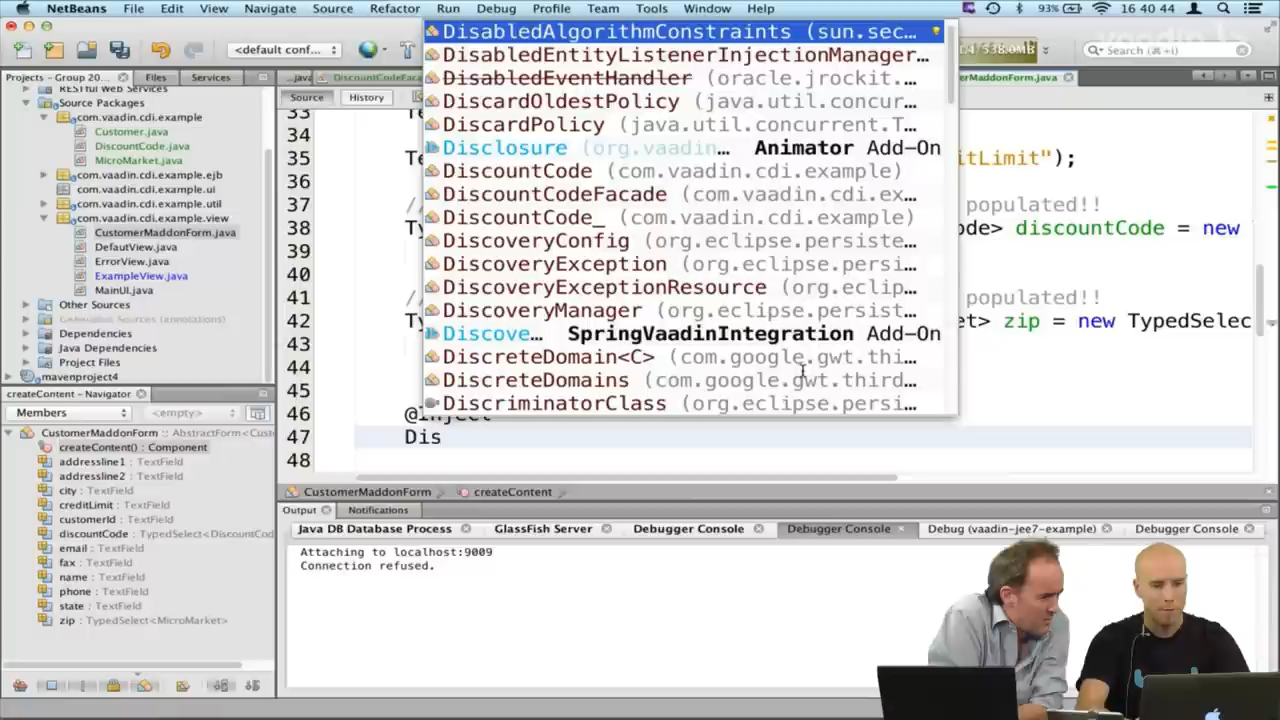 NetBeans File Edit View Navigate Source Refactor Run Debug Profile Team Tools Window Help 93% 16 40 44
<default conf... 538.0MB Search (⌘+I)
Projects - Group 20... Files Services ...java DiscountCodeFaca erMaddonForm.java
RESTful Web Services
Source Packages
com.vaadin.cdi.example
Customer.java
DiscountCode.java
MicroMarket.java
com.vaadin.cdi.example.ejb
com.vaadin.cdi.example.ui
com.vaadin.cdi.example.util
com.vaadin.cdi.example.view
CustomerMaddonForm.java
DefautView.java
ErrorView.java
ExampleView.java
MainUI.java
Other Sources
Generated Sources (annotations)
Dependencies
Java Dependencies
Project Files
mavenproject4
createContent - Navigator
Members <empty>
CustomerMaddonForm :: AbstractForm<Cust
createContent() : Component
addressline1 : TextField
addressline2 : TextField
city : TextField
creditLimit : TextField
customerId : TextField
discountCode : TypedSelect<DiscountCod
email : TextField
fax : TextField
name : TextField
phone : TextField
state : TextField
zip : TypedSelect<MicroMarket>
Source History
33 Te
34
35 Te itLimit");
36
37 // populated!!
38 Ty ode> discountCode = new
39
40
41 // populated!!
42 Ty et> zip = new TypedSelec
43
44
45
46 @Inject
47 Dis
48
DisabledAlgorithmConstraints (sun.sec...
DisabledEntityListenerInjectionManager...
DisabledEventHandler (oracle.jrockit....
DiscardOldestPolicy (java.util.concur...
DiscardPolicy (java.util.concurrent.T...
Disclosure (org.vaadin... Animator Add-On
DiscountCode (com.vaadin.cdi.example)
DiscountCodeFacade (com.vaadin.cdi.ex...
DiscountCode_ (com.vaadin.cdi.example)
DiscoveryConfig (org.eclipse.persiste...
DiscoveryException (org.eclipse.persi...
DiscoveryExceptionResource (org.eclip...
DiscoveryManager (org.eclipse.persist...
Discove... SpringVaadinIntegration Add-On
DiscreteDomain<C> (com.google.gwt.thi...
DiscreteDomains (com.google.gwt.third...
DiscriminatorClass (org.eclipse.persi...
CustomerMaddonForm createContent
Output Notifications
Java DB Database Process GlassFish Server Debugger Console Debugger Console Debug (vaadin-jee7-example) Debugger Console
Attaching to localhost:9009
Connection refused.